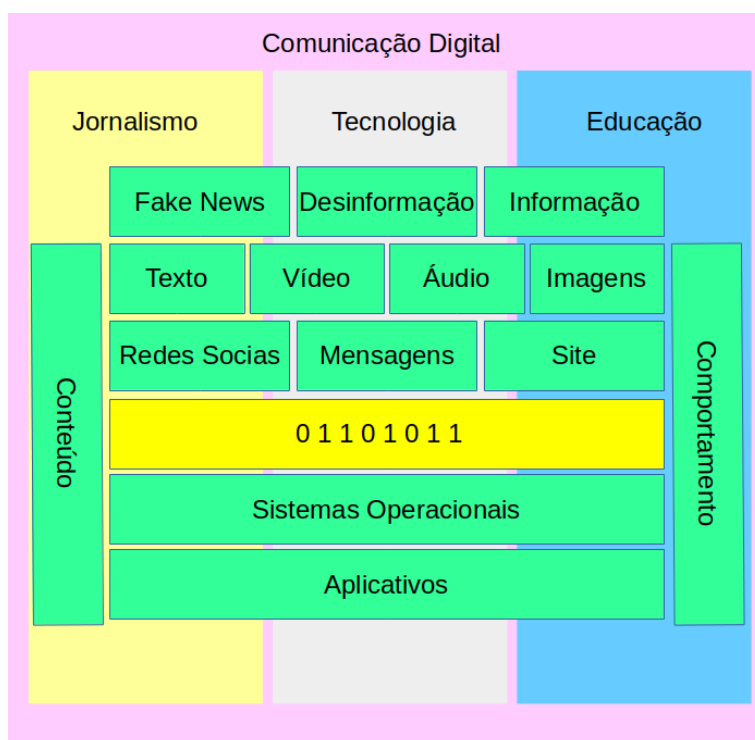 Comunicação Digital
Jornalismo
Tecnologia
Educação
Fake News
Desinformação
Informação
Texto
Vídeo
Áudio
Imagens
Redes Socias
Mensagens
Site
Conteúdo
Comportamento
0 1 1 0 1 0 1 1
Sistemas Operacionais
Aplicativos